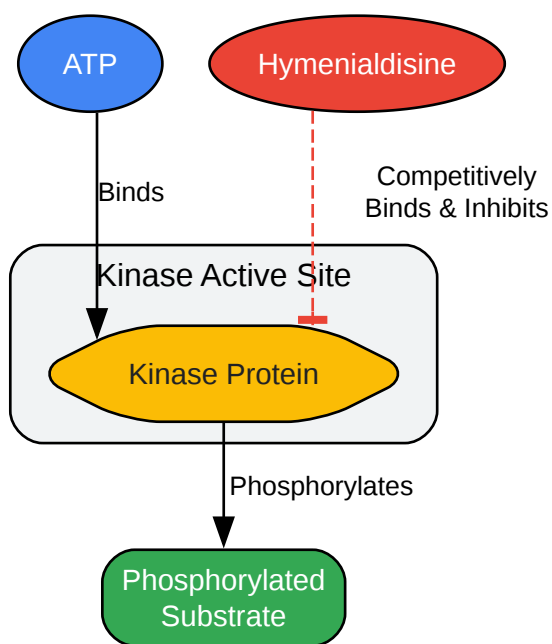 ATP
Hymenialdisine
Binds
Competitively
Binds & Inhibits
Kinase Active Site
Kinase Protein
Phosphorylates
Phosphorylated
Substrate